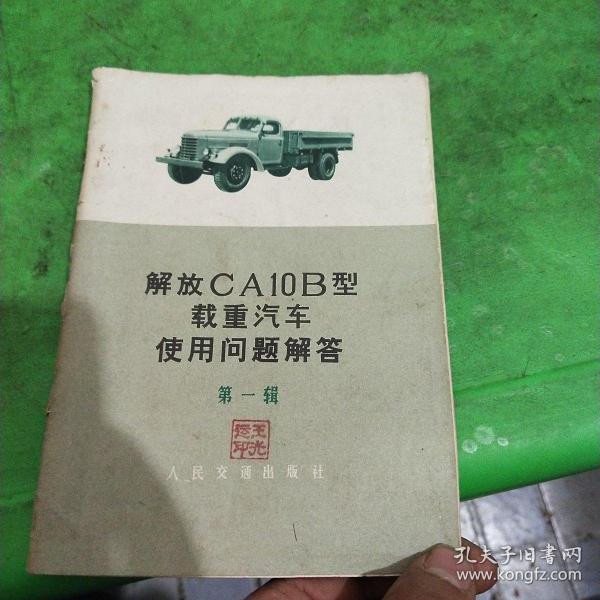 解放CA10B型
载重汽车
使用问题解答
第一辑
人民交通出版社
孔夫子旧书网
www.kongfz.com